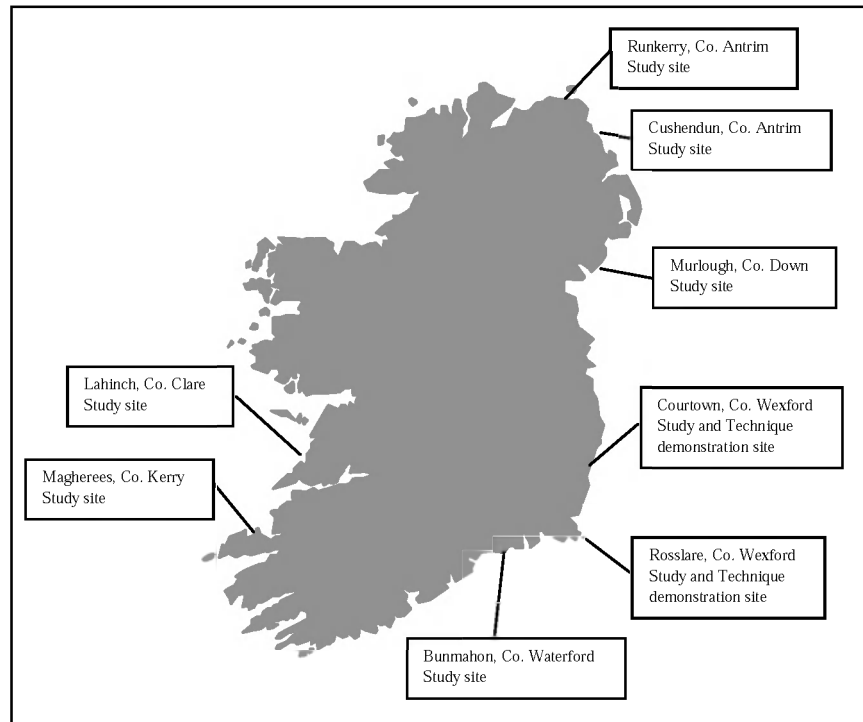 Runkerry, Co. Antrim
Study site
Cushendun, Co. Antrim
Study site
Murlough, Co. Down
Study site
Lahinch, Co. Clare
Study site
Courtown, Co. Wexford
Study and Technique
demonstration site
Magherees, Co. Kerry
Study site
Rosslare, Co. Wexford
Study and Technique
demonstration site
Bunmahon, Co. Waterford
Study site